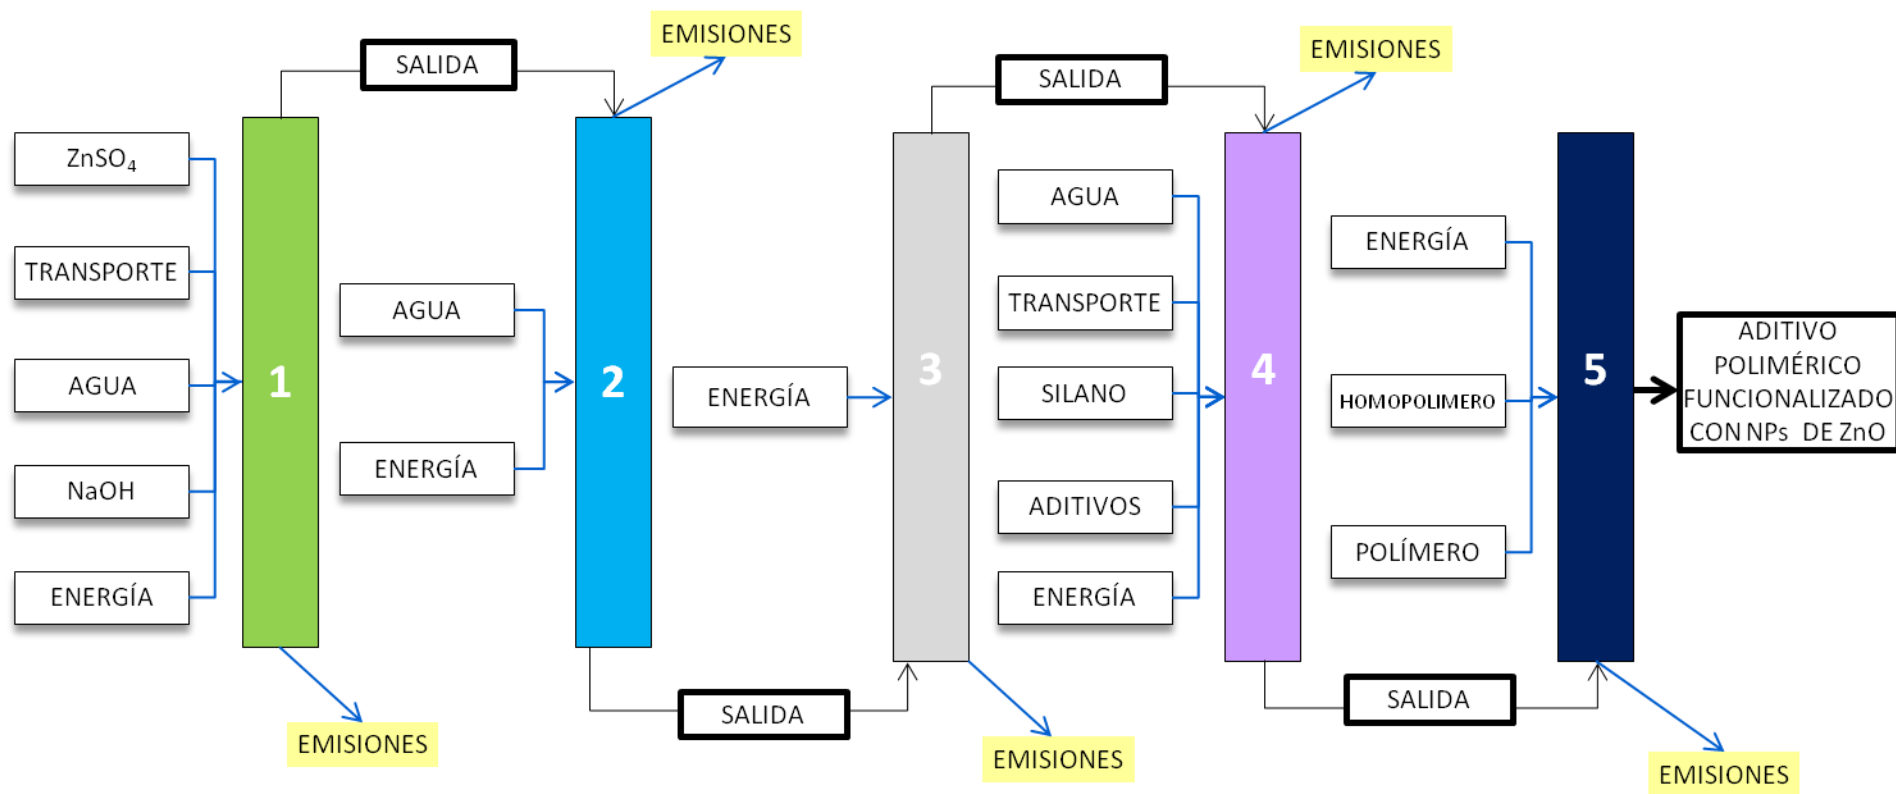 EMISIONES
SALIDA
EMISIONES
SALIDA
ZnSO₄
TRANSPORTE
AGUA
NaOH
ENERGÍA
1
EMISIONES
AGUA
ENERGÍA
2
SALIDA
ENERGÍA
3
EMISIONES
AGUA
TRANSPORTE
SILANO
ADITIVOS
ENERGÍA
4
SALIDA
ENERGÍA
HOMOPOLIMERO
POLÍMERO
5
EMISIONES
ADITIVO
POLIMÉRICO
FUNCIONALIZADO
CON NPs DE ZnO